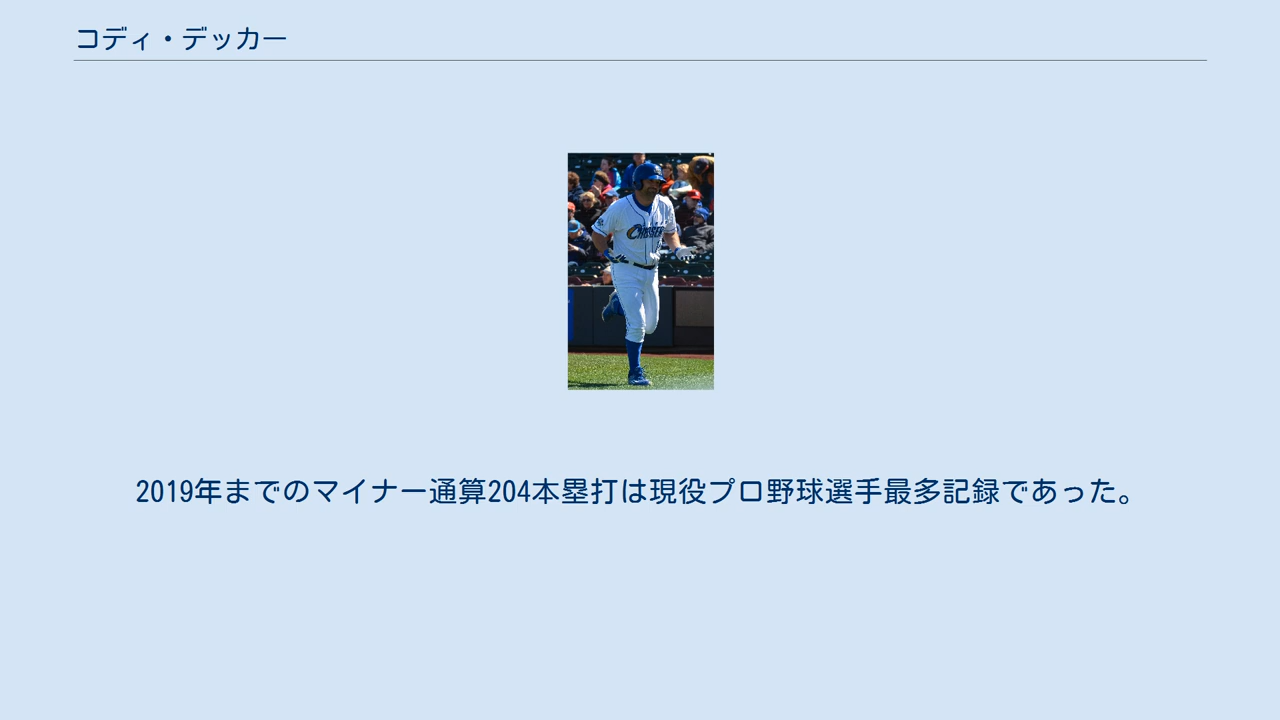 コディ・デッカー
2019年までのマイナー通算204本塁打は現役プロ野球選手最多記録であった。